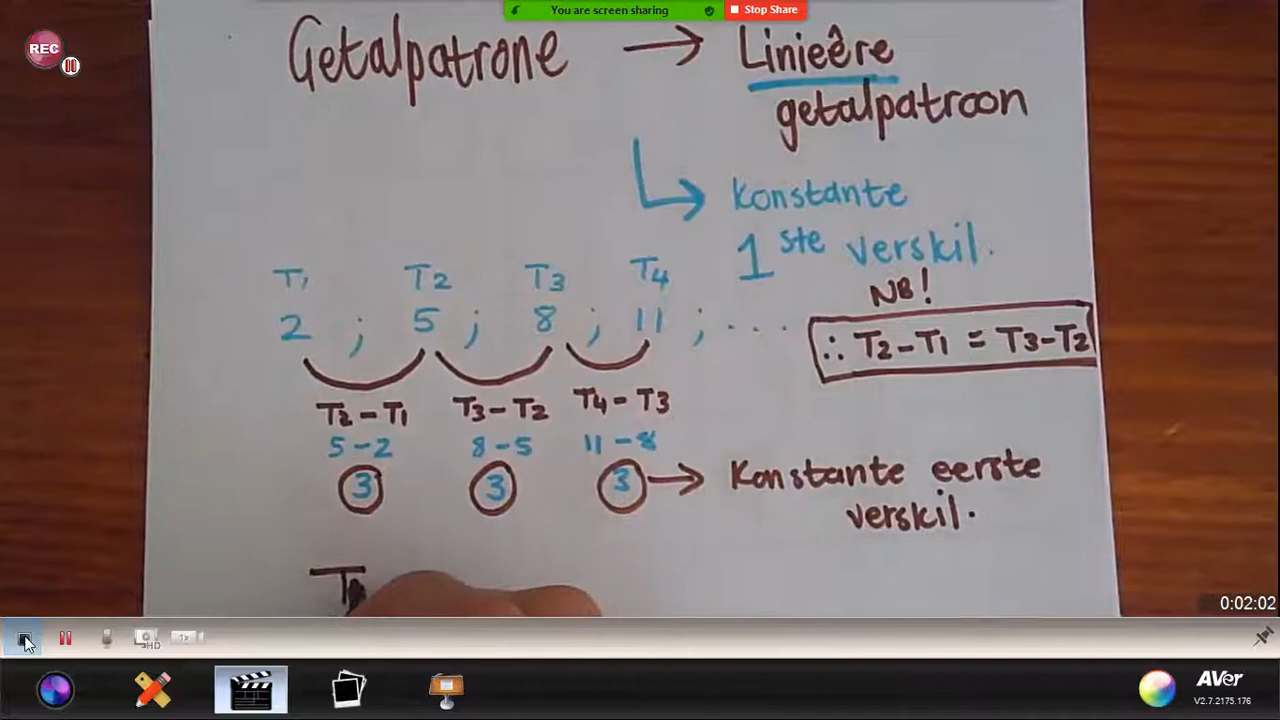 You are screen sharing Stop Share
REC
Getalpatrone → Linieêre
getalpatroon
Konstante
1ste verskil.
NB!
T1 T2 T3 T4
2 ; 5 ; 8 ; 11 ; ...
∴ T2-T1 = T3-T2
T2-T1 T3-T2 T4-T3
5-2 8-5 11-8
3 3 3 → Konstante eerste
verskil.
T
0:02:02
HD 1x
AVer
V2.7.2175.176